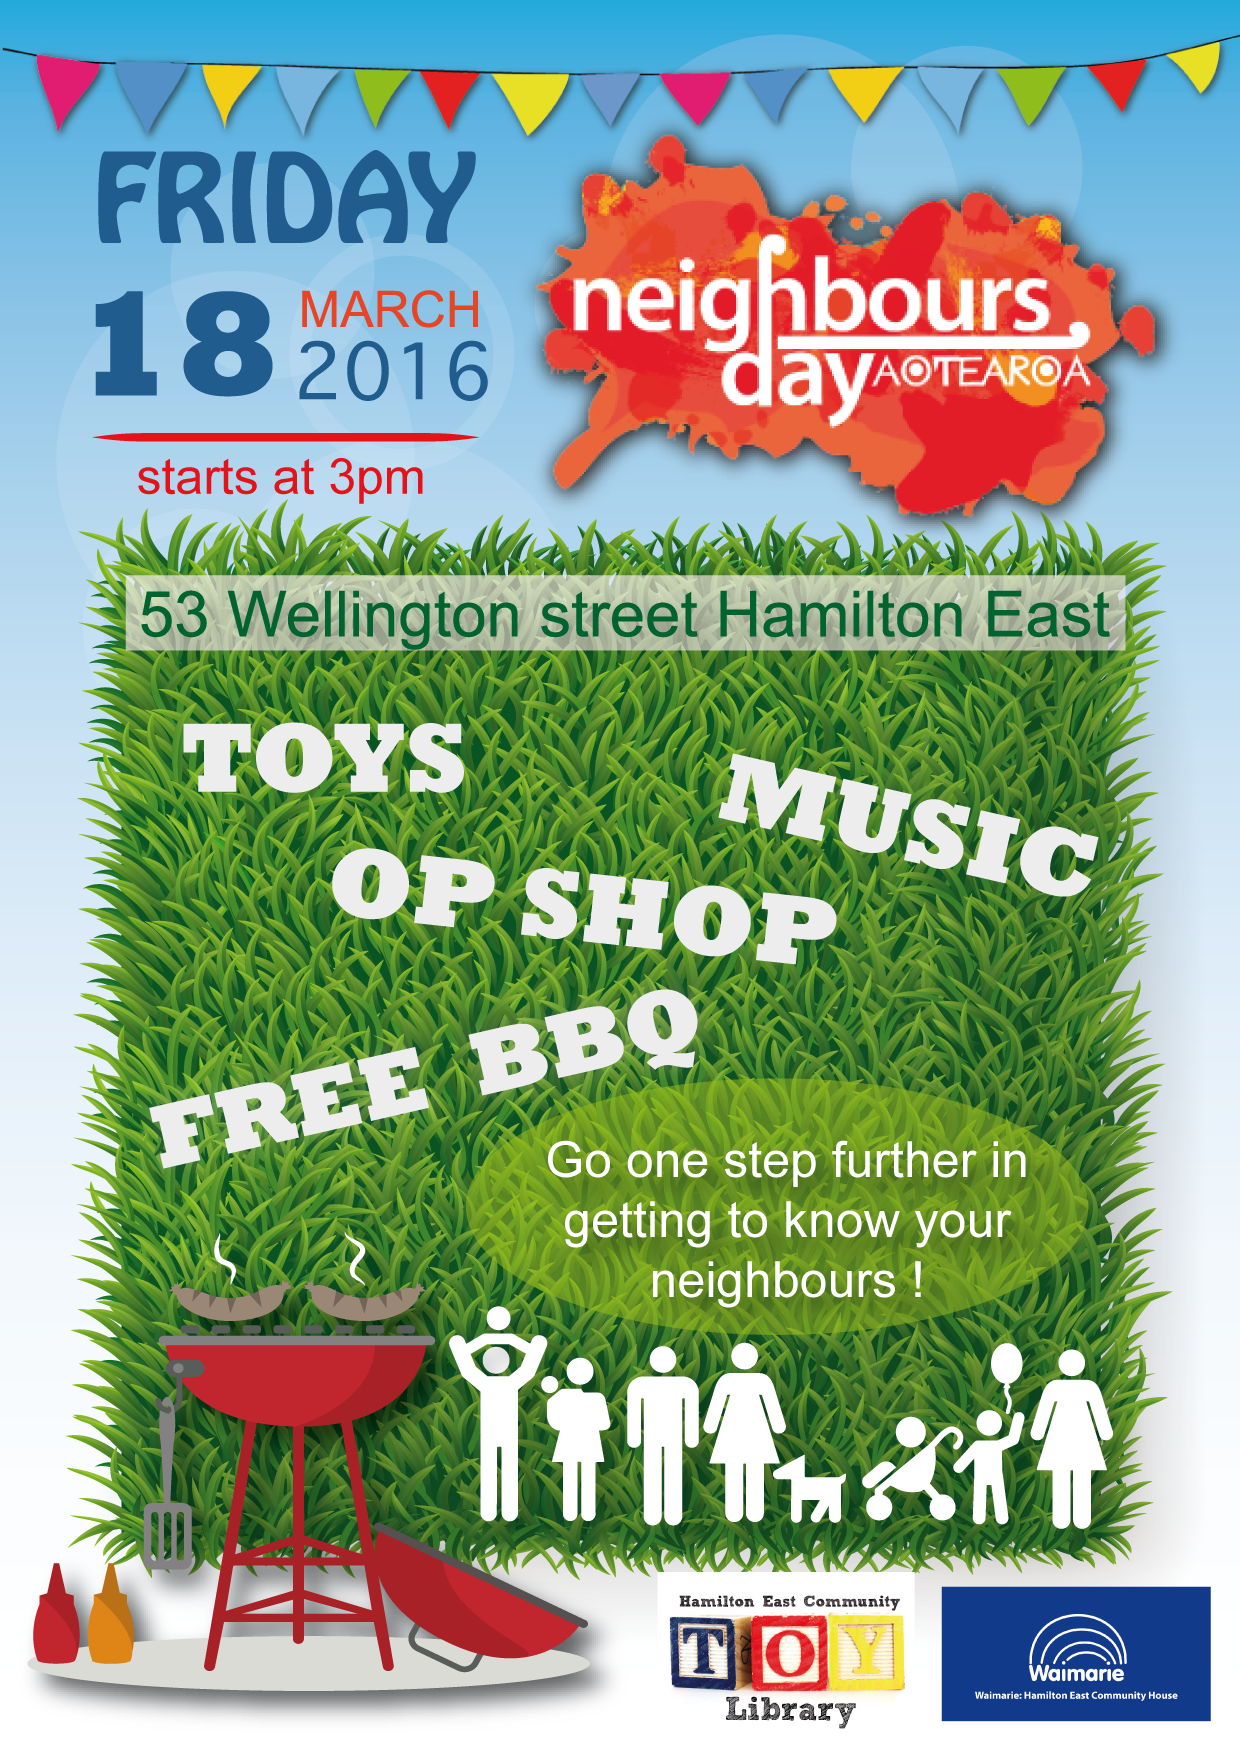 FRIDAY
18 MARCH
2016
starts at 3pm
neighbours
day AOTEAROA
53 Wellington street Hamilton East
TOYS
MUSIC
OP SHOP
FREE BBQ
Go one step further in
getting to know your
neighbours !
Hamilton East Community
TOY
Library
Waimarie
Waimarie: Hamilton East Community House